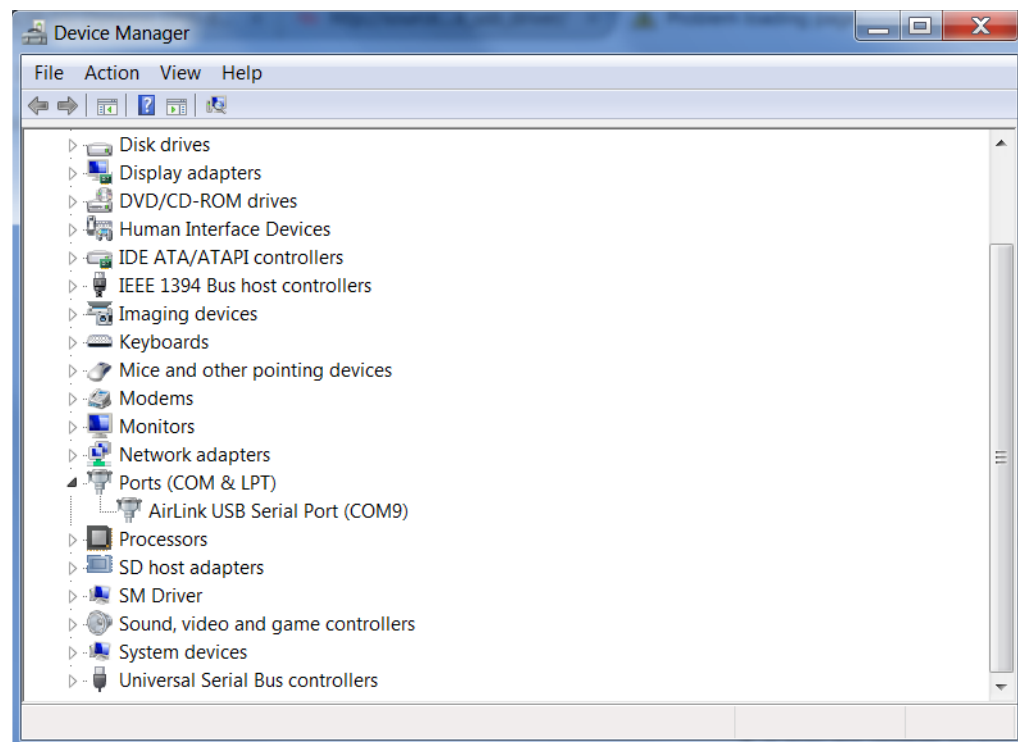 Device Manager
File Action View Help
Disk drives
Display adapters
DVD/CD-ROM drives
Human Interface Devices
IDE ATA/ATAPI controllers
IEEE 1394 Bus host controllers
Imaging devices
Keyboards
Mice and other pointing devices
Modems
Monitors
Network adapters
Ports (COM & LPT)
AirLink USB Serial Port (COM9)
Processors
SD host adapters
SM Driver
Sound, video and game controllers
System devices
Universal Serial Bus controllers